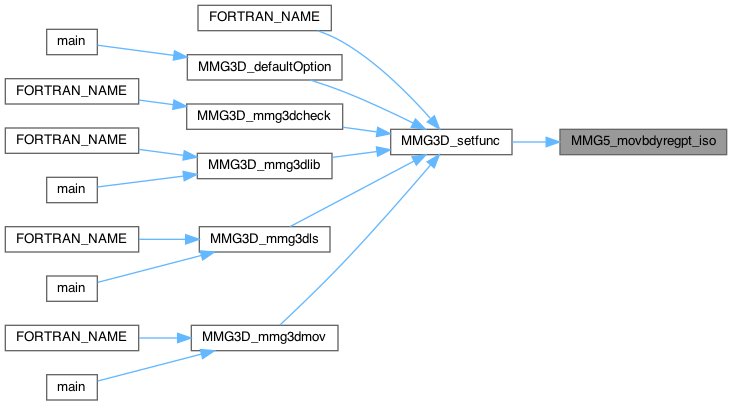 FORTRAN_NAME
main
MMG3D_defaultOption
FORTRAN_NAME
MMG3D_mmg3dcheck
FORTRAN_NAME
MMG3D_setfunc
MMG5_movbdyregpt_iso
MMG3D_mmg3dlib
main
FORTRAN_NAME
MMG3D_mmg3dls
main
FORTRAN_NAME
MMG3D_mmg3dmov
main